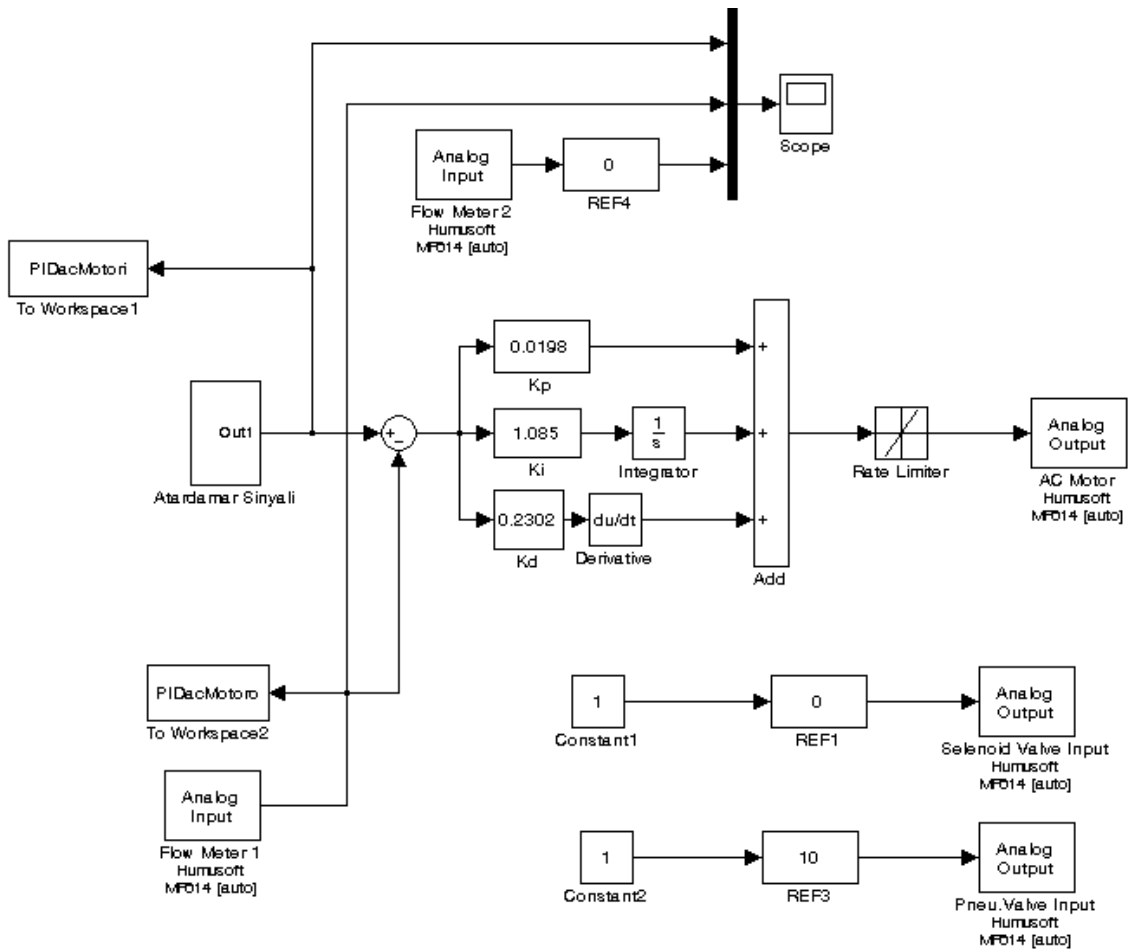 Scope
Analog
Input
Flow Meter 2
Humusoft
MF614 [auto]
0
REF4
PIDacMotori
To Workspace1
0.0198
Kp
+
Out1
Atardamar Sinyali
+
-
1.085
Ki
1
s
Integrator
+
Rate Limiter
Analog
Output
AC Motor
Humusoft
MF614 [auto]
0.2302
Kd
du/dt
Derivative
+
Add
PIDacMotoro
To Workspace2
1
Constant1
0
REF1
Analog
Output
Selenoid Valve Input
Humusoft
MF614 [auto]
Analog
Input
Flow Meter 1
Humusoft
MF614 [auto]
1
Constant2
10
REF3
Analog
Output
Pneu.Valve Input
Humusoft
MF614 [auto]